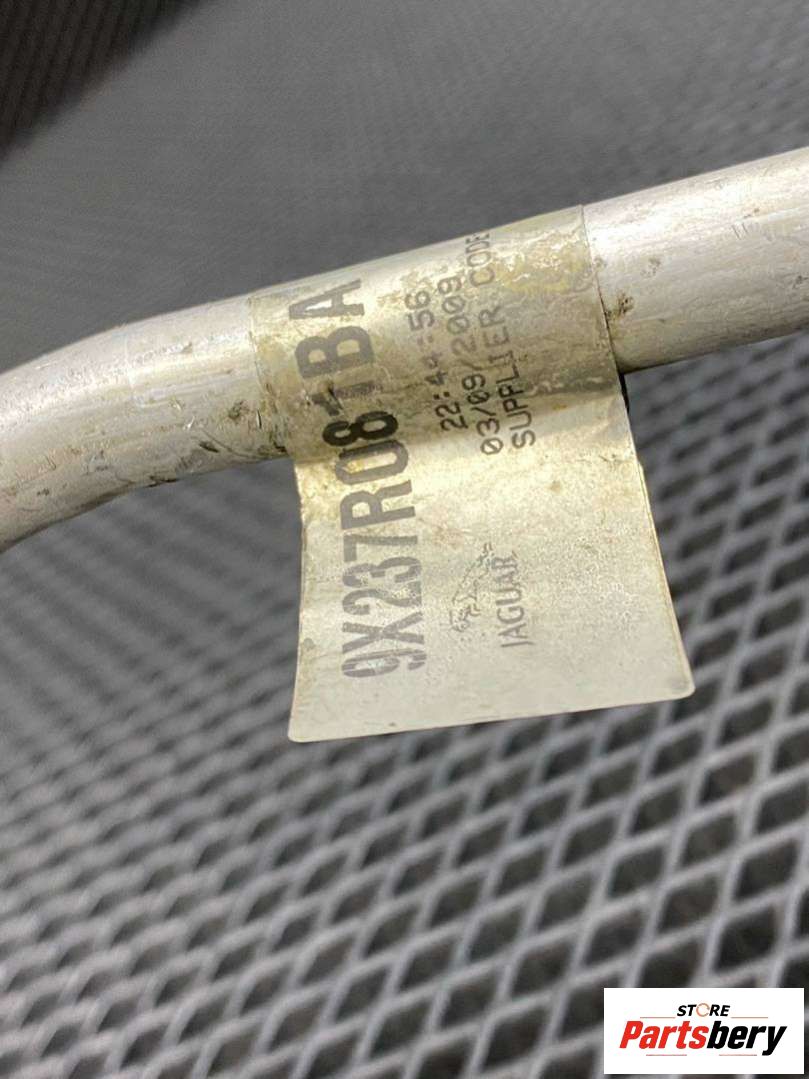 9X237R081BA
22:44:56
03/09/2009
SUPPLIER CODE
JAGUAR
STORE
Partsbery